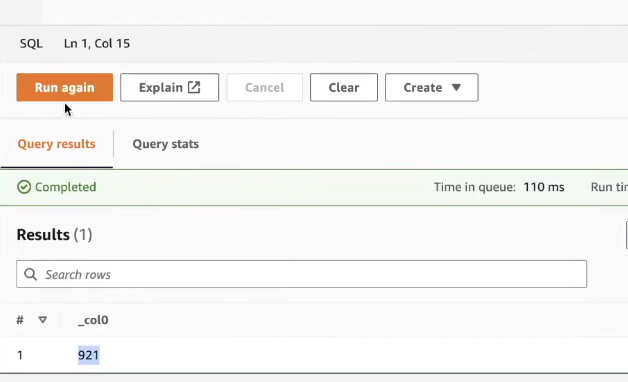 SQL Ln 1, Col 15
Run again Explain Cancel Clear Create
Query results Query stats
Completed Time in queue: 110 ms Run
Results (1)
Search rows
# _col0
1 921